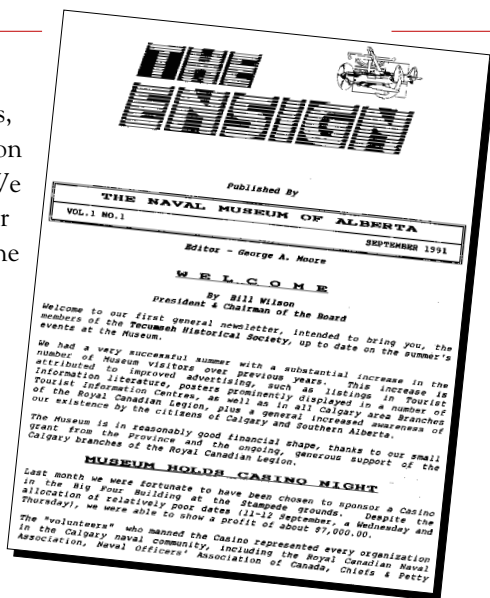 s,
on
We
r
ne
THE
ENSIGN
Published By
THE NAVAL MUSEUM OF ALBERTA
VOL.1 NO.1 SEPTEMBER 1991
Editor - George A. Moore
WELCOME
By Bill Wilson
President & Chairman of the Board
Welcome to our first general newsletter, intended to bring you, the
members of the Tecumseh Historical Society, up to date on the summer's
events at the Museum.
We had a very successful summer with a substantial increase in the
number of Museum visitors over previous years. This increase is
attributed to improved advertising, such as listings in Tourist
Information literature, posters prominently displayed in a number of
Tourist Information Centres, as well as in all Calgary area Branches
of the Royal Canadian Legion, plus a general increased awareness of
our existence by the citizens of Calgary and Southern Alberta.
The Museum is in reasonably good financial shape, thanks to our small
grant from the Province and the ongoing, generous support of the
Calgary branches of the Royal Canadian Legion.
MUSEUM HOLDS CASINO NIGHT
Last month we were fortunate to have been chosen to sponsor a Casino
in the Big Four Building at the Stampede grounds. Despite the
allocation of relatively poor dates (11-12 September, a Wednesday and
Thursday), we were able to show a profit of about $7,000.00.
The "volunteers" who manned the Casino represented every organization
in the Calgary naval community, including the Royal Canadian Naval
Association, Naval Officers' Association of Canada, Chiefs & Petty